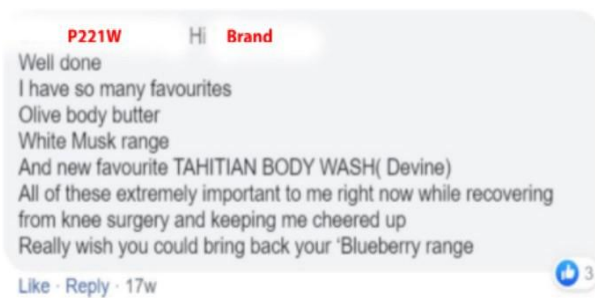 P221W Hi Brand
Well done
I have so many favourites
Olive body butter
White Musk range
And new favourite TAHITIAN BODY WASH( Devine)
All of these extremely important to me right now while recovering
from knee surgery and keeping me cheered up
Really wish you could bring back your 'Blueberry range
3
Like · Reply · 17w